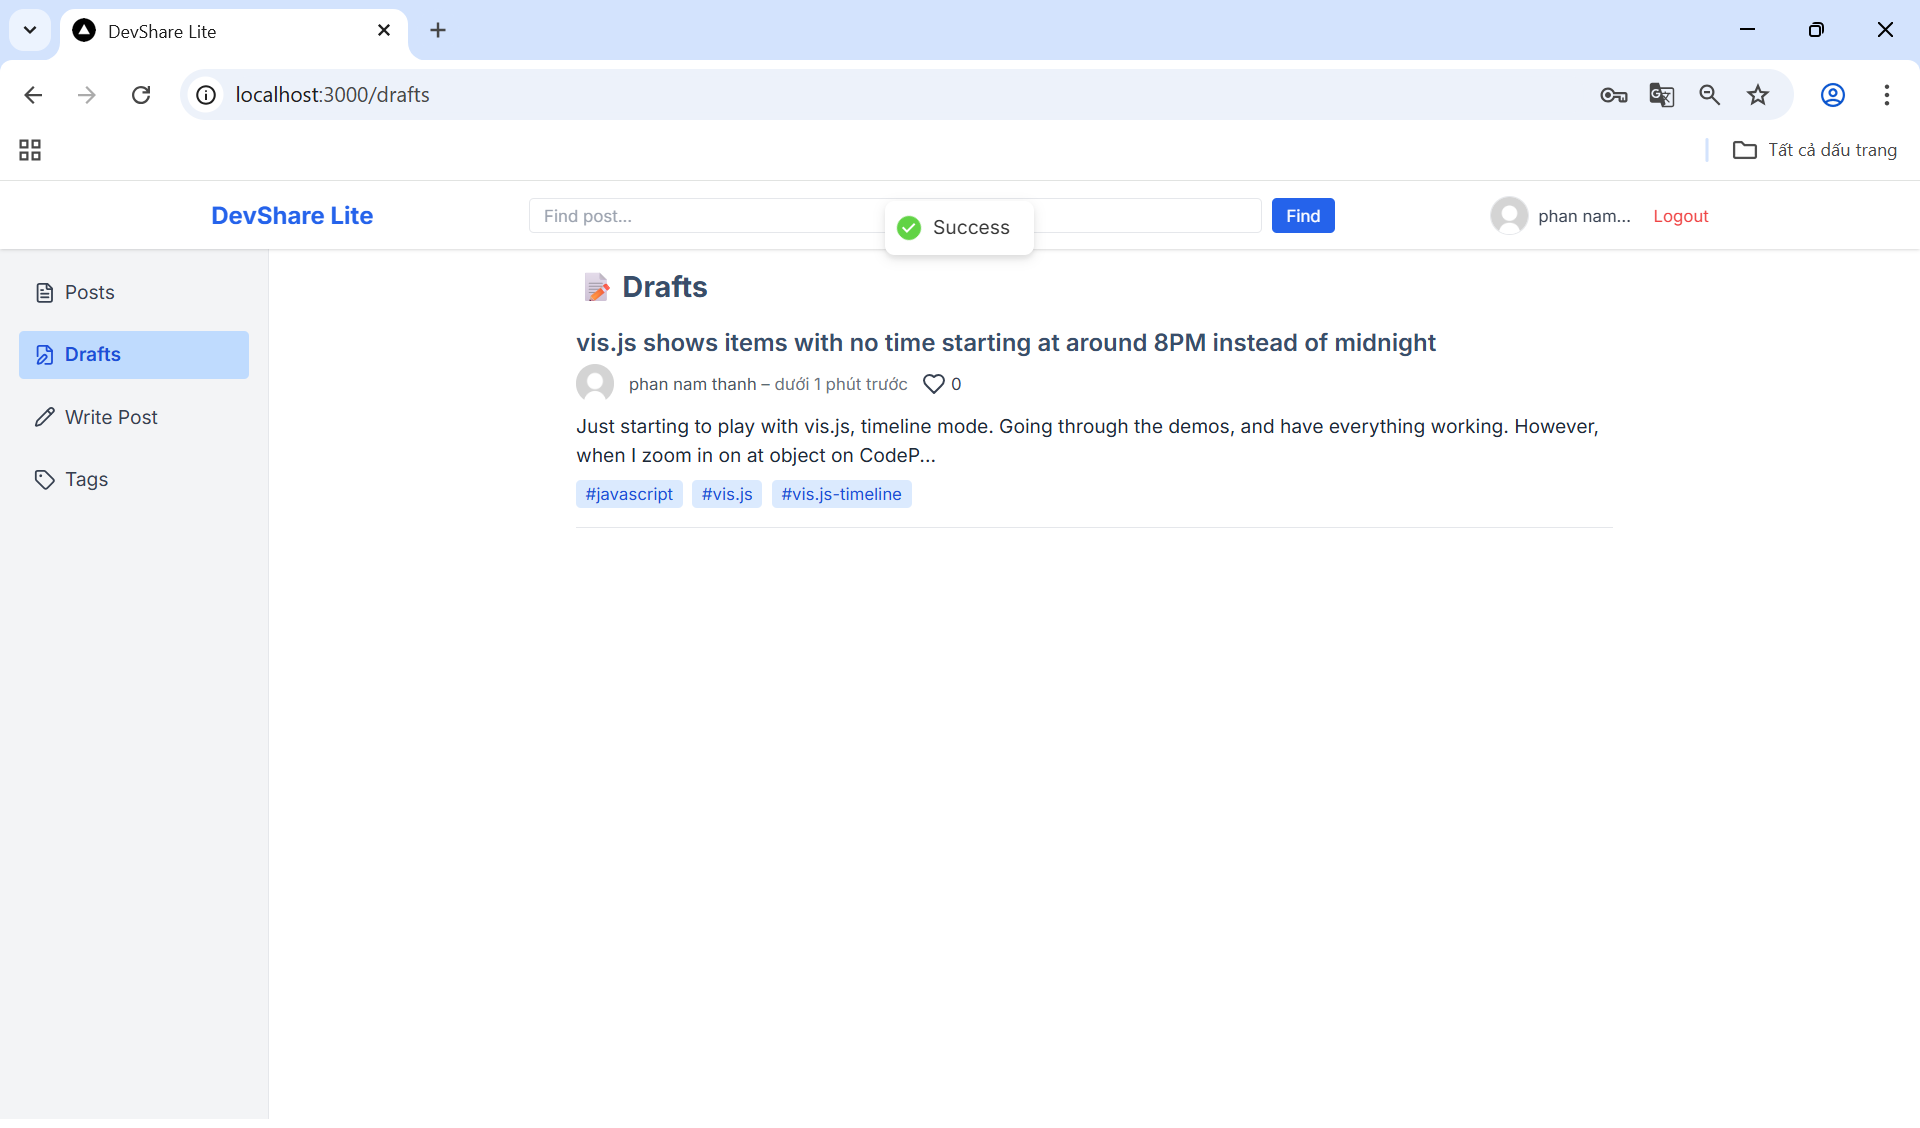 DevShare Lite
localhost:3000/drafts
Tất cả dấu trang
DevShare Lite
Find post...
Success
Find
phan nam...
Logout
Posts
Drafts
Write Post
Tags
Drafts
vis.js shows items with no time starting at around 8PM instead of midnight
phan nam thanh – dưới 1 phút trước 0
Just starting to play with vis.js, timeline mode. Going through the demos, and have everything working. However,
when I zoom in on at object on CodeP...
#javascript #vis.js #vis.js-timeline